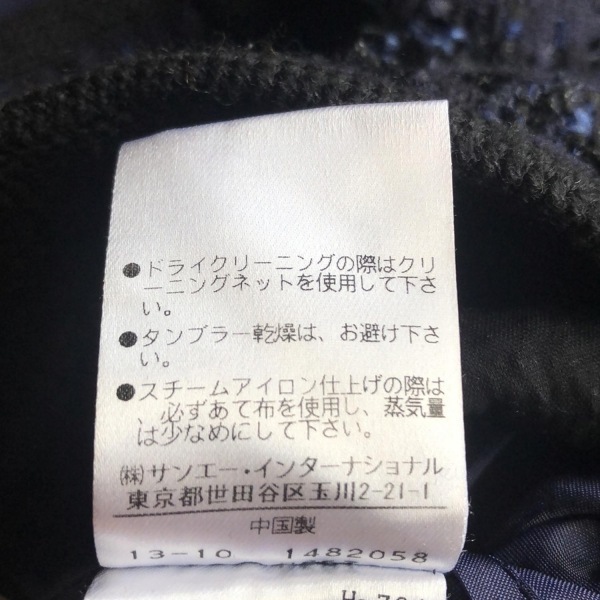 ●ドライクリーニングの際はクリ
ーニングネットを使用して下さ
い。
●タンブラー乾燥は、お避け下さ
い。
●スチームアイロン仕上げの際は
必ずあて布を使用し、蒸気量
は少なめにして下さい。
㈱サンエー・インターナショナル
東京都世田谷区玉川2-21-1
中国製
13-10 1482058